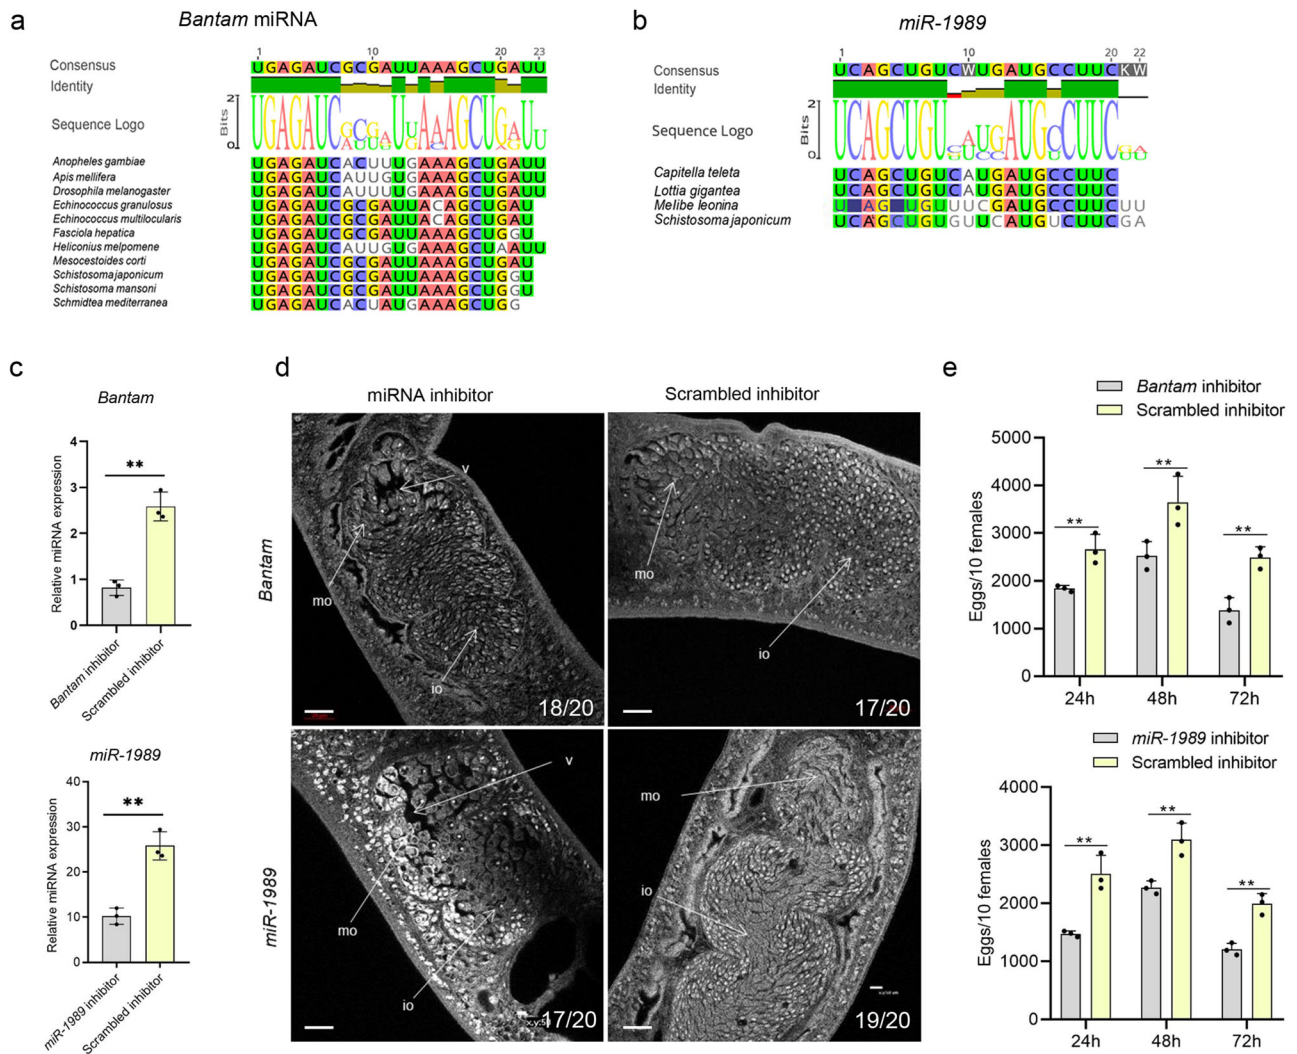 a
Bantam miRNA
1 10 20 23
Consensus
UGAGAUCGCGAUUAAAGCUGAUU
Identity
2
Bits
0
Sequence Logo
Anopheles gambiae UGAGAUCACUUUGAAAGCUGAUU
Apis mellifera UGAGAUCAUUGUGAAAGCUGAUU
Drosophila melanogaster UGAGAUCAUUUUGAAAGCUGAUU
Echinococcus granulosus UGAGAUCGCGAUUACAGCUGAU
Echinococcus multilocularis UGAGAUCGCGAUUACAGCUGAU
Fasciola hepatica UGAGAUCGCGAUUAAAGCUGGU
Heliconius melpomene UGAGAUCAUUGUGAAAGCUAAUU
Mesocestoides corti UGAGAUCGCGAUUAAAGCUGAU
Schistosoma japonicum UGAGAUCGCGAUUAAAGCUGGU
Schistosoma mansoni UGAGAUCGCGAUUAAAGCUGGU
Schmidtea mediterranea UGAGAUCACUAUGAAAGCUGG
b
miR-1989
1 10 20 22
Consensus
UCAGCUGUCWUGAUGCCUUCKW
Identity
2
Bits
0
Sequence Logo
Capitella teleta UCAGCUGUCAUGAUGCCUUC
Lottia gigantea UCAGCUGUCAUGAUGCCUUC
Melibe leonina UCAGCUGUUUCGAUGCCUUCUU
Schistosoma japonicum UCAGCUGUGUUCAUGUCUUCGA
c
Bantam
Relative miRNA expression
4
3
2
1
0
**
Bantam inhibitor
Scrambled inhibitor
miR-1989
Relative miRNA expression
40
30
20
10
0
**
miR-1989 inhibitor
Scrambled inhibitor
d
miRNA inhibitor
Scrambled inhibitor
Bantam
v
mo
io
18/20
mo
io
17/20
miR-1989
v
mo
io
17/20
mo
io
19/20
e
Bantam inhibitor
Scrambled inhibitor
Eggs/10 females
5000
4000
3000
2000
1000
0
**
**
**
24h 48h 72h
miR-1989 inhibitor
Scrambled inhibitor
Eggs/10 females
4000
3000
2000
1000
0
**
**
**
24h 48h 72h